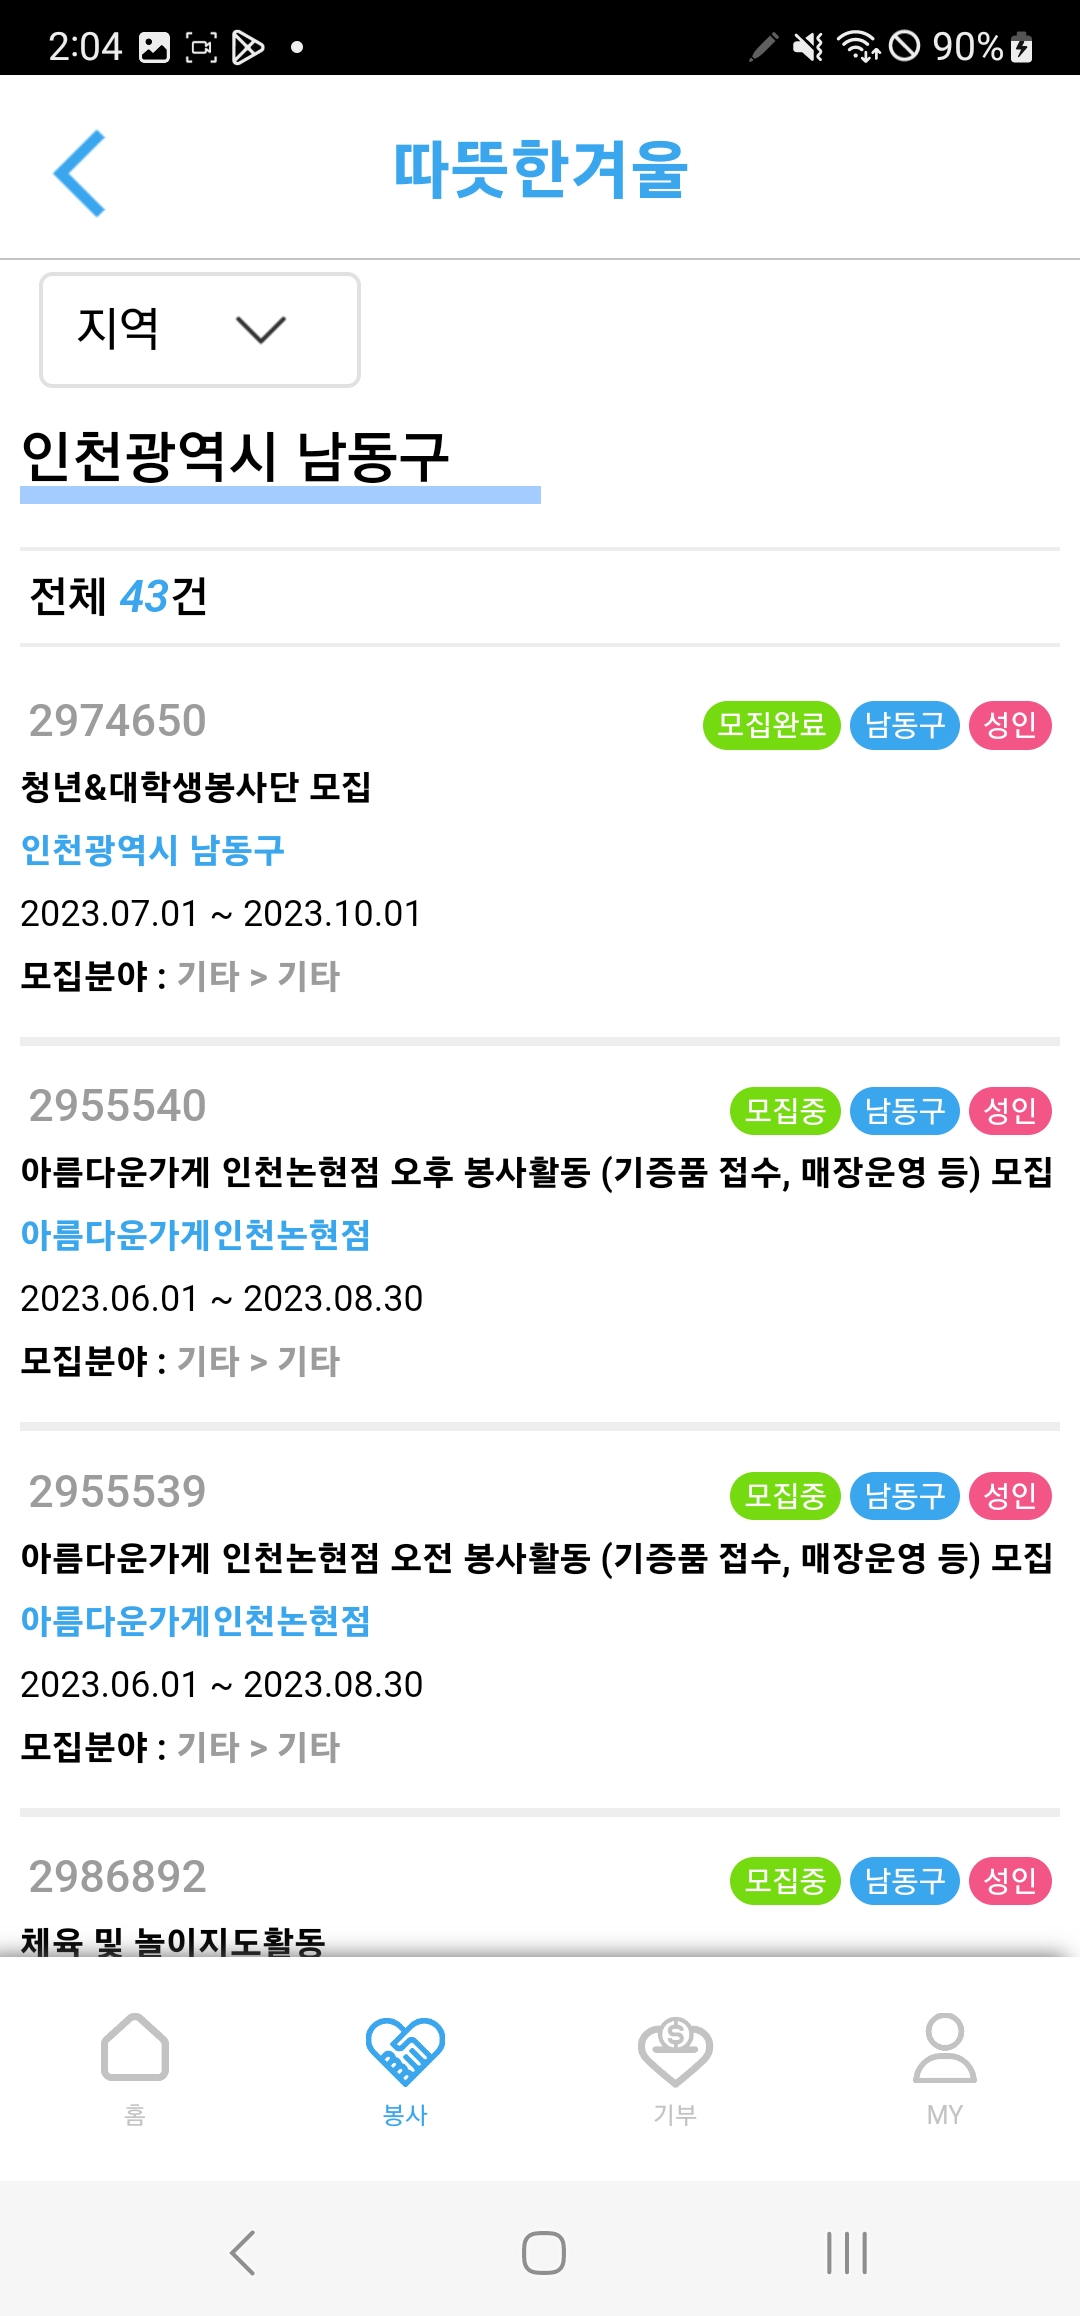 2:04
90%
따뜻한겨울
지역
인천광역시 남동구
전체 43건
2974650 모집완료 남동구 성인
청년&대학생봉사단 모집
인천광역시 남동구
2023.07.01 ~ 2023.10.01
모집분야 : 기타 > 기타
2955540 모집중 남동구 성인
아름다운가게 인천논현점 오후 봉사활동 (기증품 접수, 매장운영 등) 모집
아름다운가게인천논현점
2023.06.01 ~ 2023.08.30
모집분야 : 기타 > 기타
2955539 모집중 남동구 성인
아름다운가게 인천논현점 오전 봉사활동 (기증품 접수, 매장운영 등) 모집
아름다운가게인천논현점
2023.06.01 ~ 2023.08.30
모집분야 : 기타 > 기타
2986892 모집중 남동구 성인
체육 및 놀이지도활동
홈 봉사 기부 MY